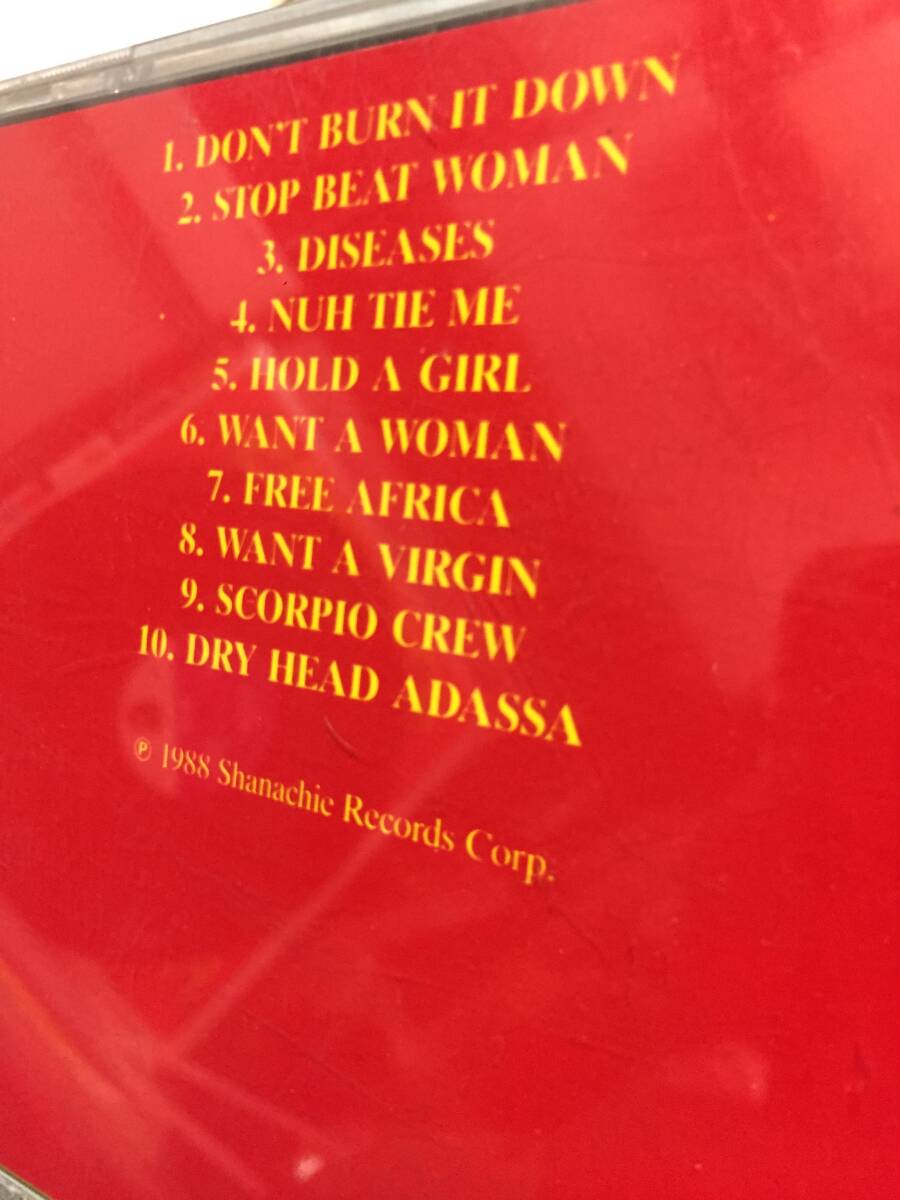 1. DON'T BURN IT DOWN
2. STOP BEAT WOMAN
3. DISEASES
4. NUH TIE ME
5. HOLD A GIRL
6. WANT A WOMAN
7. FREE AFRICA
8. WANT A VIRGIN
9. SCORPIO CREW
10. DRY HEAD ADASSA
℗ 1988 Shanachie Records Corp.